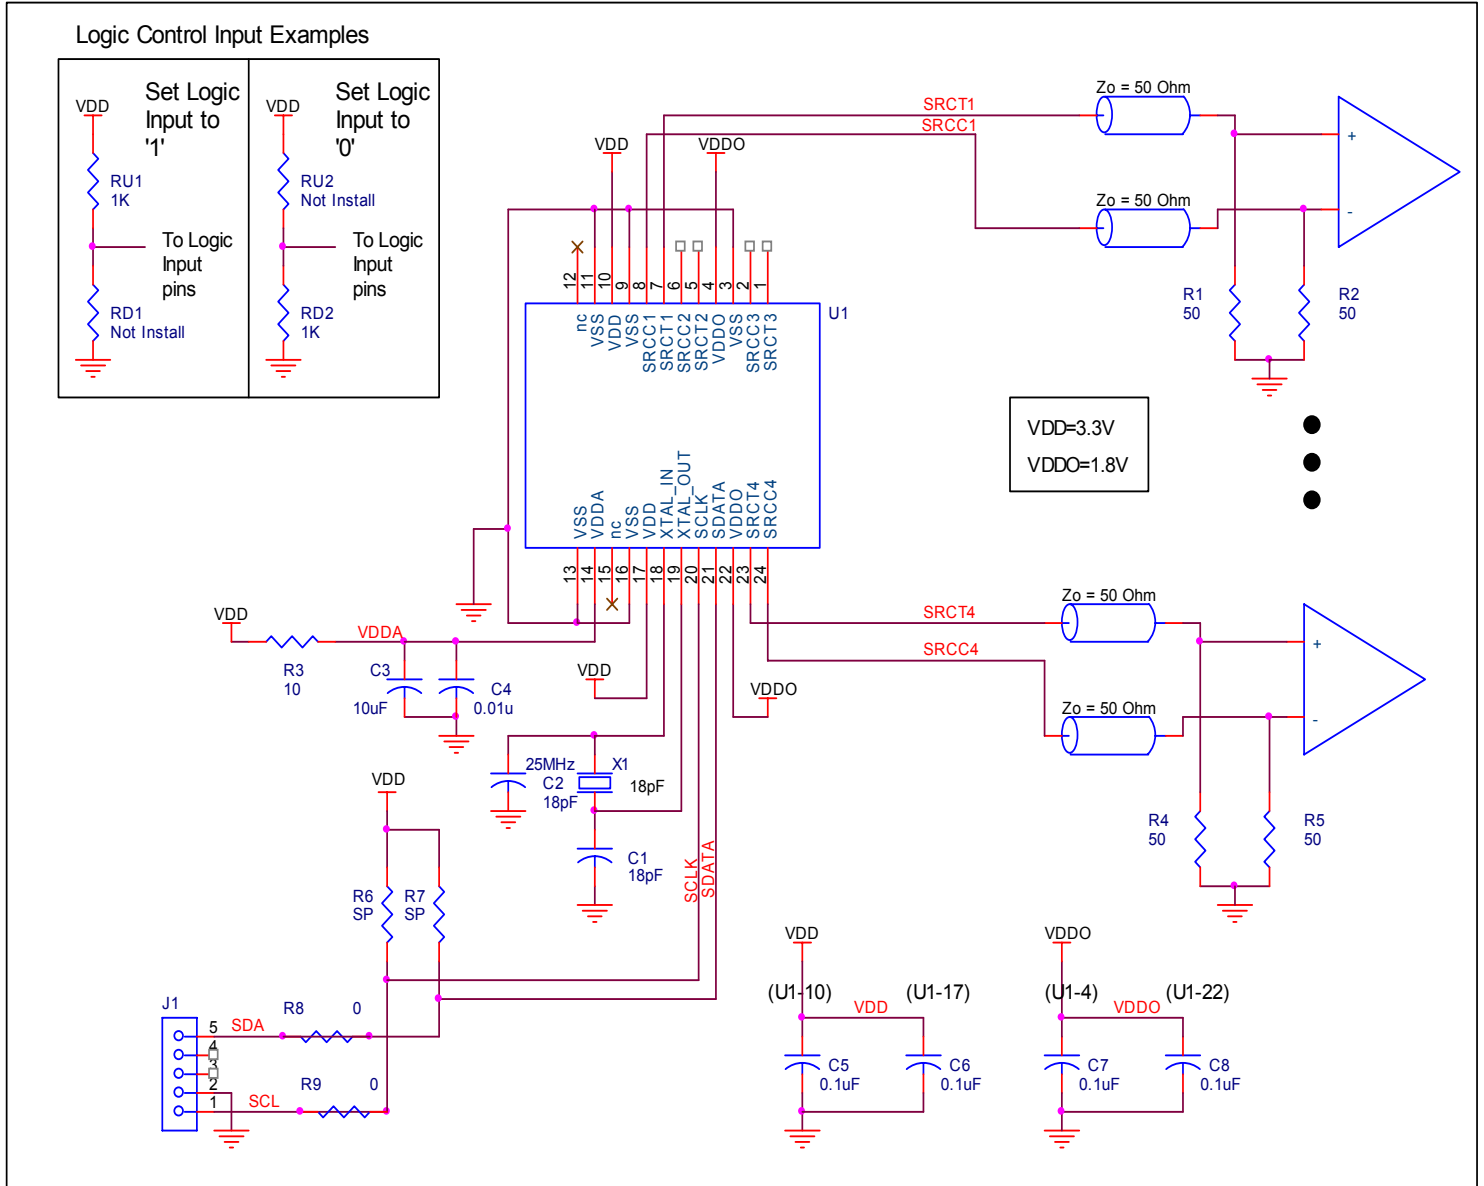 Logic Control Input Examples
VDD
Set Logic
Input to
'1'
RU1
1K
To Logic
Input
pins
RD1
Not Install
VDD
Set Logic
Input to
'0'
RU2
Not Install
To Logic
Input
pins
RD2
1K
VDD
VDDO
SRCT1
SRCC1
Zo = 50 Ohm
Zo = 50 Ohm
+
-
R1
50
R2
50
12
11
10
9
8
7
6
5
4
3
2
1
U1
nc
VSS
VDD
VSS
SRCC1
SRCT1
SRCC2
SRCT2
VDDO
VSS
SRCC3
SRCT3
VDD=3.3V
VDDO=1.8V
VSS
VDDA
nc
VSS
VDD
XTAL_IN
XTAL_OUT
SCLK
SDATA
VDDO
SRCT4
SRCC4
13
14
15
16
17
18
19
20
21
22
23
24
VDD
VDDA
R3
10
C3
10uF
C4
0.01u
VDD
VDDO
SRCT4
SRCC4
Zo = 50 Ohm
Zo = 50 Ohm
+
-
R4
50
R5
50
25MHz
X1
C2
18pF
18pF
C1
18pF
SCLK
SDATA
VDD
R6
SP
R7
SP
J1
5
4
3
2
1
SDA
R8
0
SCL
R9
0
VDD
(U1-10)
(U1-17)
VDD
C5
0.1uF
C6
0.1uF
VDDO
(U1-4)
(U1-22)
VDDO
C7
0.1uF
C8
0.1uF